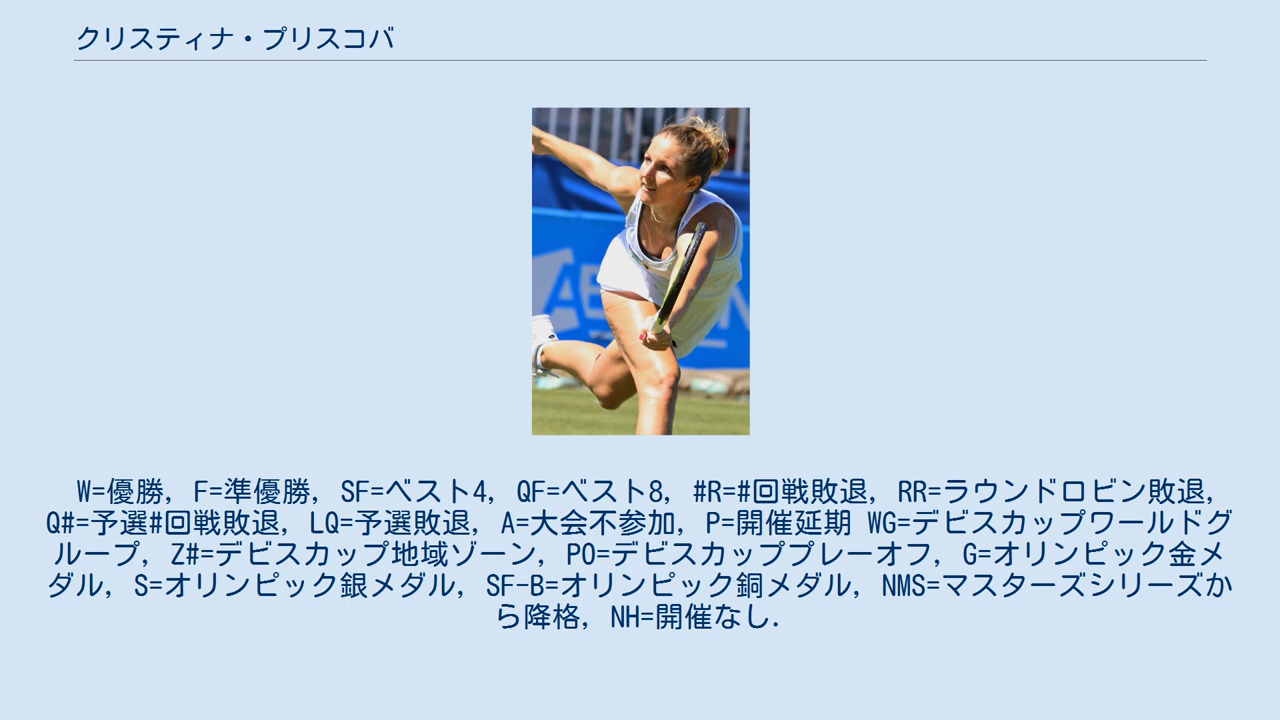 クリスティナ・プリスコバ
W=優勝, F=準優勝, SF=ベスト4, QF=ベスト8, #R=#回戦敗退, RR=ラウンドロビン敗退,
Q#=予選#回戦敗退, LQ=予選敗退, A=大会不参加, P=開催延期 WG=デビスカップワールドグ
ループ, Z#=デビスカップ地域ゾーン, PO=デビスカッププレーオフ, G=オリンピック金メ
ダル, S=オリンピック銀メダル, SF-B=オリンピック銅メダル, NMS=マスターズシリーズか
ら降格, NH=開催なし.